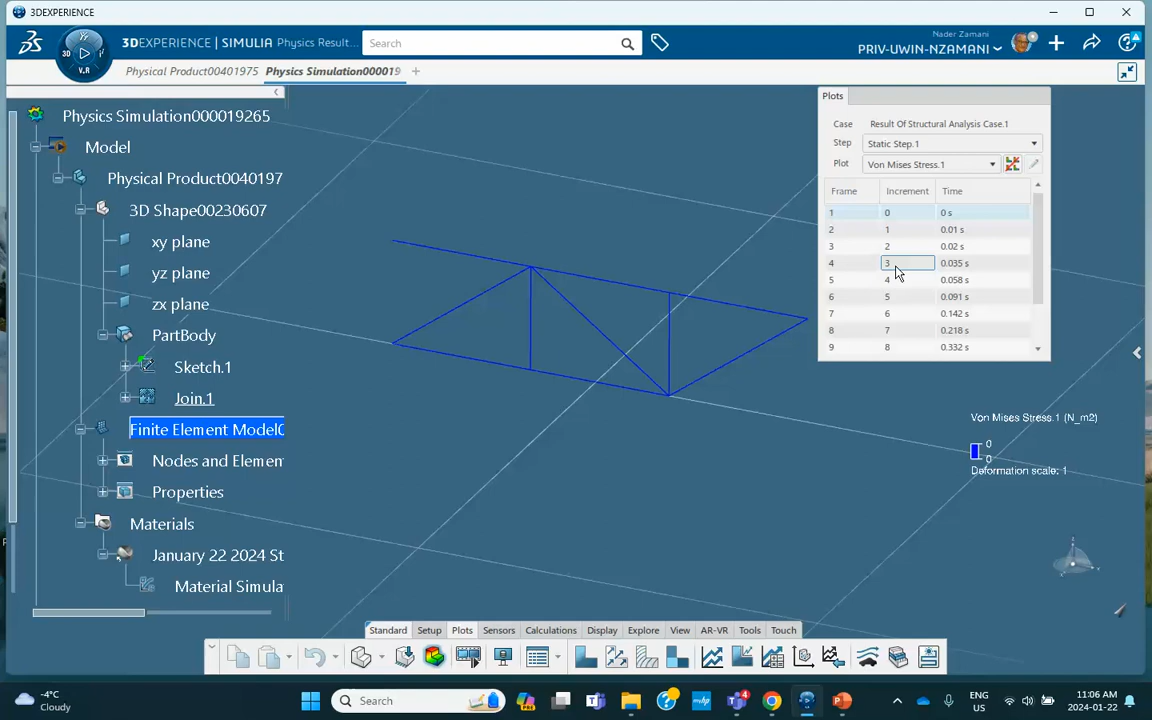 3DEXPERIENCE
3DEXPERIENCE | SIMULIA Physics Result...
Search
Nader Zamani
PRIV-UWIN-NZAMANI
3D
V.R
Physical Product00401975
Physics Simulation000019
Physics Simulation000019265
Model
Physical Product0040197
3D Shape00230607
xy plane
yz plane
zx plane
PartBody
Sketch.1
Join.1
Finite Element Model0
Nodes and Elemen
Properties
Materials
January 22 2024 St
Material Simula
Plots
Case Result Of Structural Analysis Case.1
Step Static Step.1
Plot Von Mises Stress.1
Frame Increment Time
1 0 0 s
2 1 0.01 s
3 2 0.02 s
4 3 0.035 s
5 4 0.058 s
6 5 0.091 s
7 6 0.142 s
8 7 0.218 s
9 8 0.332 s
Von Mises Stress.1 (N_m2)
0
0
Deformation scale: 1
Standard Setup Plots Sensors Calculations Display Explore View AR-VR Tools Touch
-4°C
Cloudy
Search
4
ENG
US
11:06 AM
2024-01-22